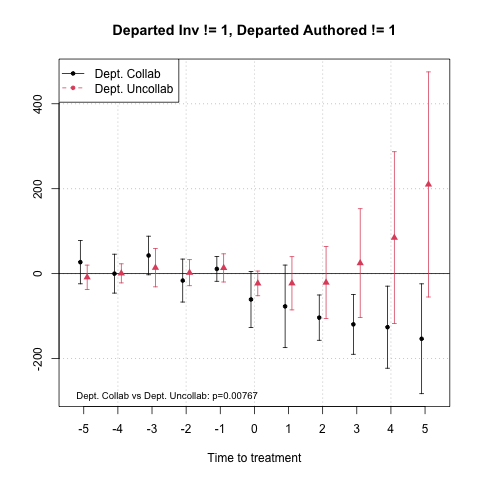 Departed Inv != 1, Departed Authored != 1
Dept. Collab
Dept. Uncollab
400
200
0
-200
Dept. Collab vs Dept. Uncollab: p=0.00767
-5 -4 -3 -2 -1 0 1 2 3 4 5
Time to treatment